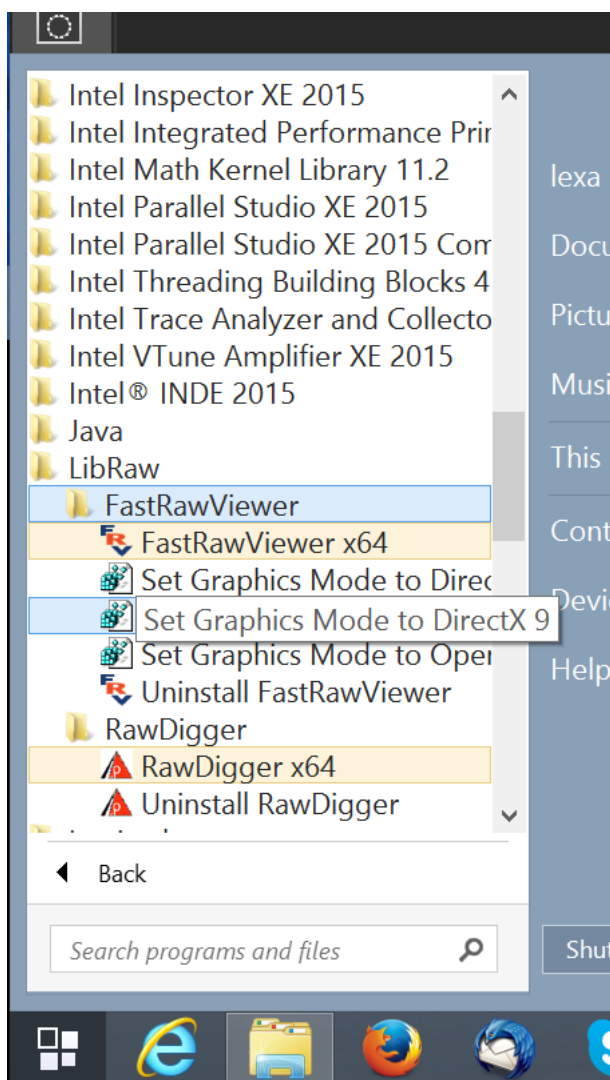 Intel Inspector XE 2015
Intel Integrated Performance Prir
Intel Math Kernel Library 11.2
Intel Parallel Studio XE 2015
Intel Parallel Studio XE 2015 Com
Intel Threading Building Blocks 4
Intel Trace Analyzer and Collecto
Intel VTune Amplifier XE 2015
Intel® INDE 2015
Java
LibRaw
FastRawViewer
FastRawViewer x64
Set Graphics Mode to Direc
Set Graphics Mode to DirectX 9
Set Graphics Mode to Oper
Uninstall FastRawViewer
RawDigger
RawDigger x64
Uninstall RawDigger
Back
Search programs and files
lexa
Docu
Pictu
Musi
This
Cont
Devi
Help
Shut